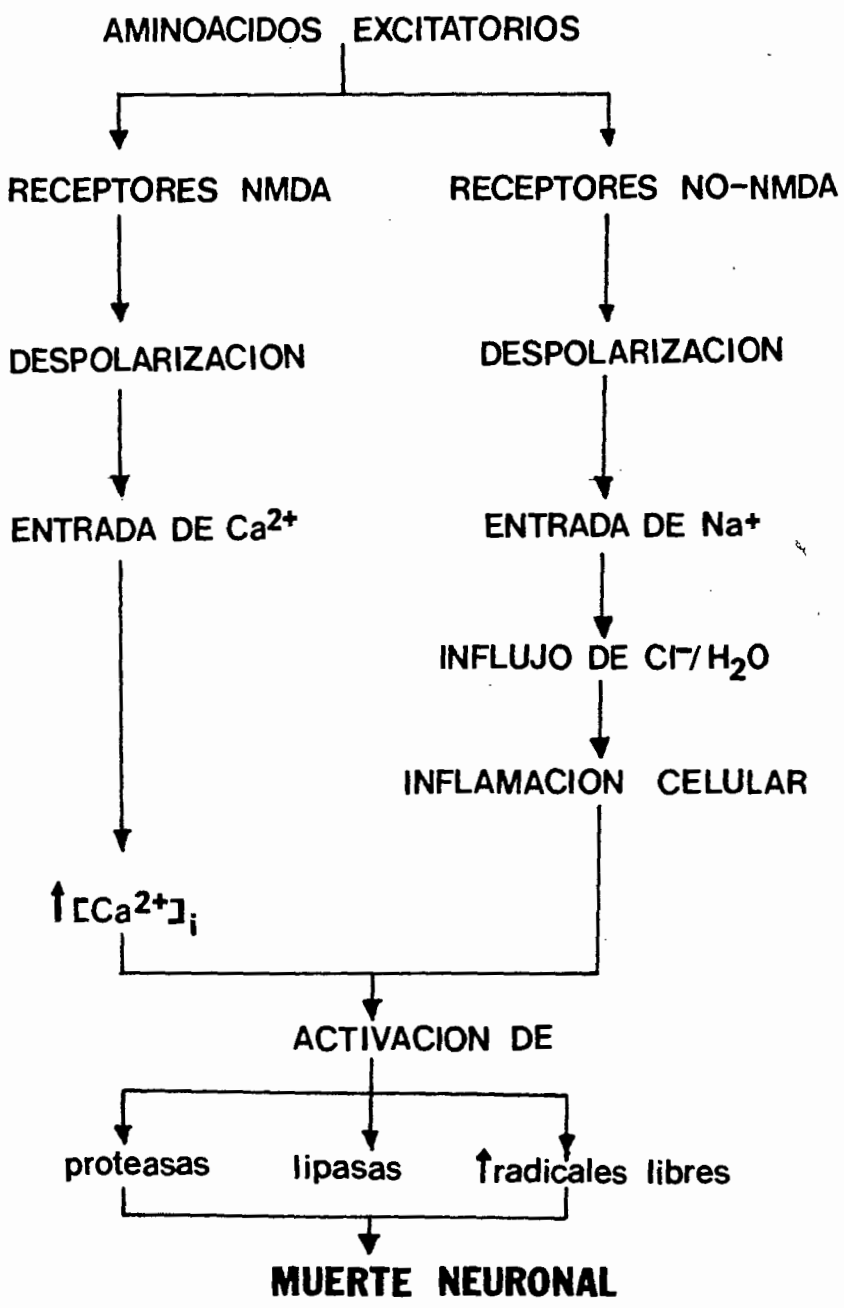 AMINOACIDOS EXCITATORIOS
RECEPTORES NMDA
RECEPTORES NO-NMDA
DESPOLARIZACION
DESPOLARIZACION
ENTRADA DE Ca²⁺
ENTRADA DE Na⁺
INFLUJO DE Cl⁻/H₂O
INFLAMACION CELULAR
↑[Ca²⁺]ᵢ
ACTIVACION DE
proteasas
lipasas
↑radicales libres
MUERTE NEURONAL